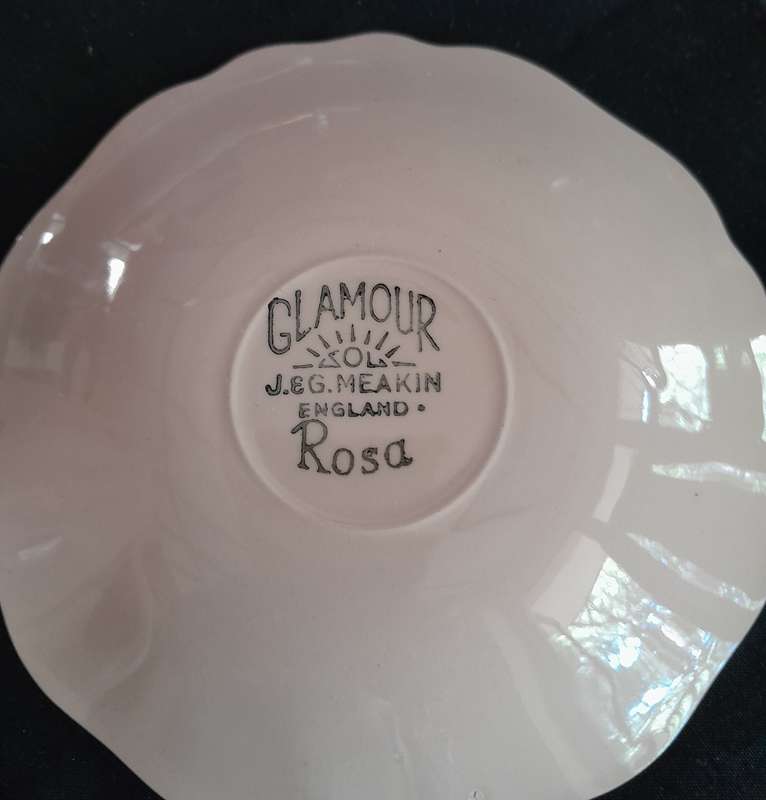 GLAMOUR
SOL
J.&G. MEAKIN
ENGLAND
Rosa